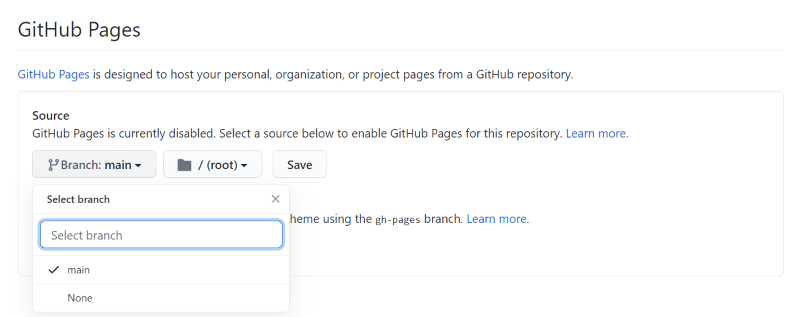 GitHub Pages
GitHub Pages is designed to host your personal, organization, or project pages from a GitHub repository.
Source
GitHub Pages is currently disabled. Select a source below to enable GitHub Pages for this repository. Learn more.
Branch: main / (root) Save
Select branch
heme using the gh-pages branch. Learn more.
Select branch
main
None